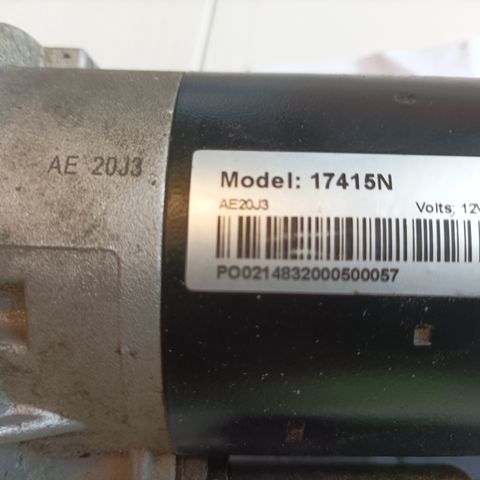 AE 20J3
Model: 17415N
AE20J3 Volts: 12V
PO0214832000500057